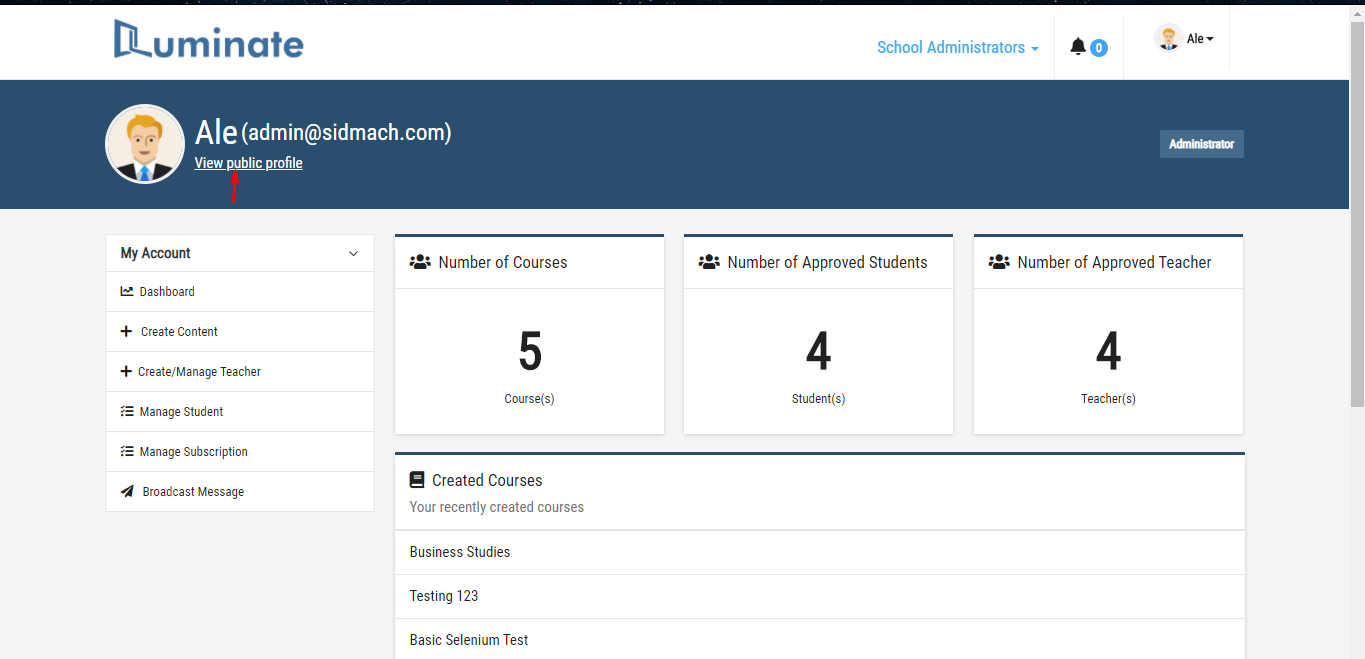 Luminate
School Administrators
0
Ale
Ale (admin@sidmach.com)
View public profile
Administrator
My Account
Dashboard
Create Content
Create/Manage Teacher
Manage Student
Manage Subscription
Broadcast Message
Number of Courses
5
Course(s)
Number of Approved Students
4
Student(s)
Number of Approved Teacher
4
Teacher(s)
Created Courses
Your recently created courses
Business Studies
Testing 123
Basic Selenium Test